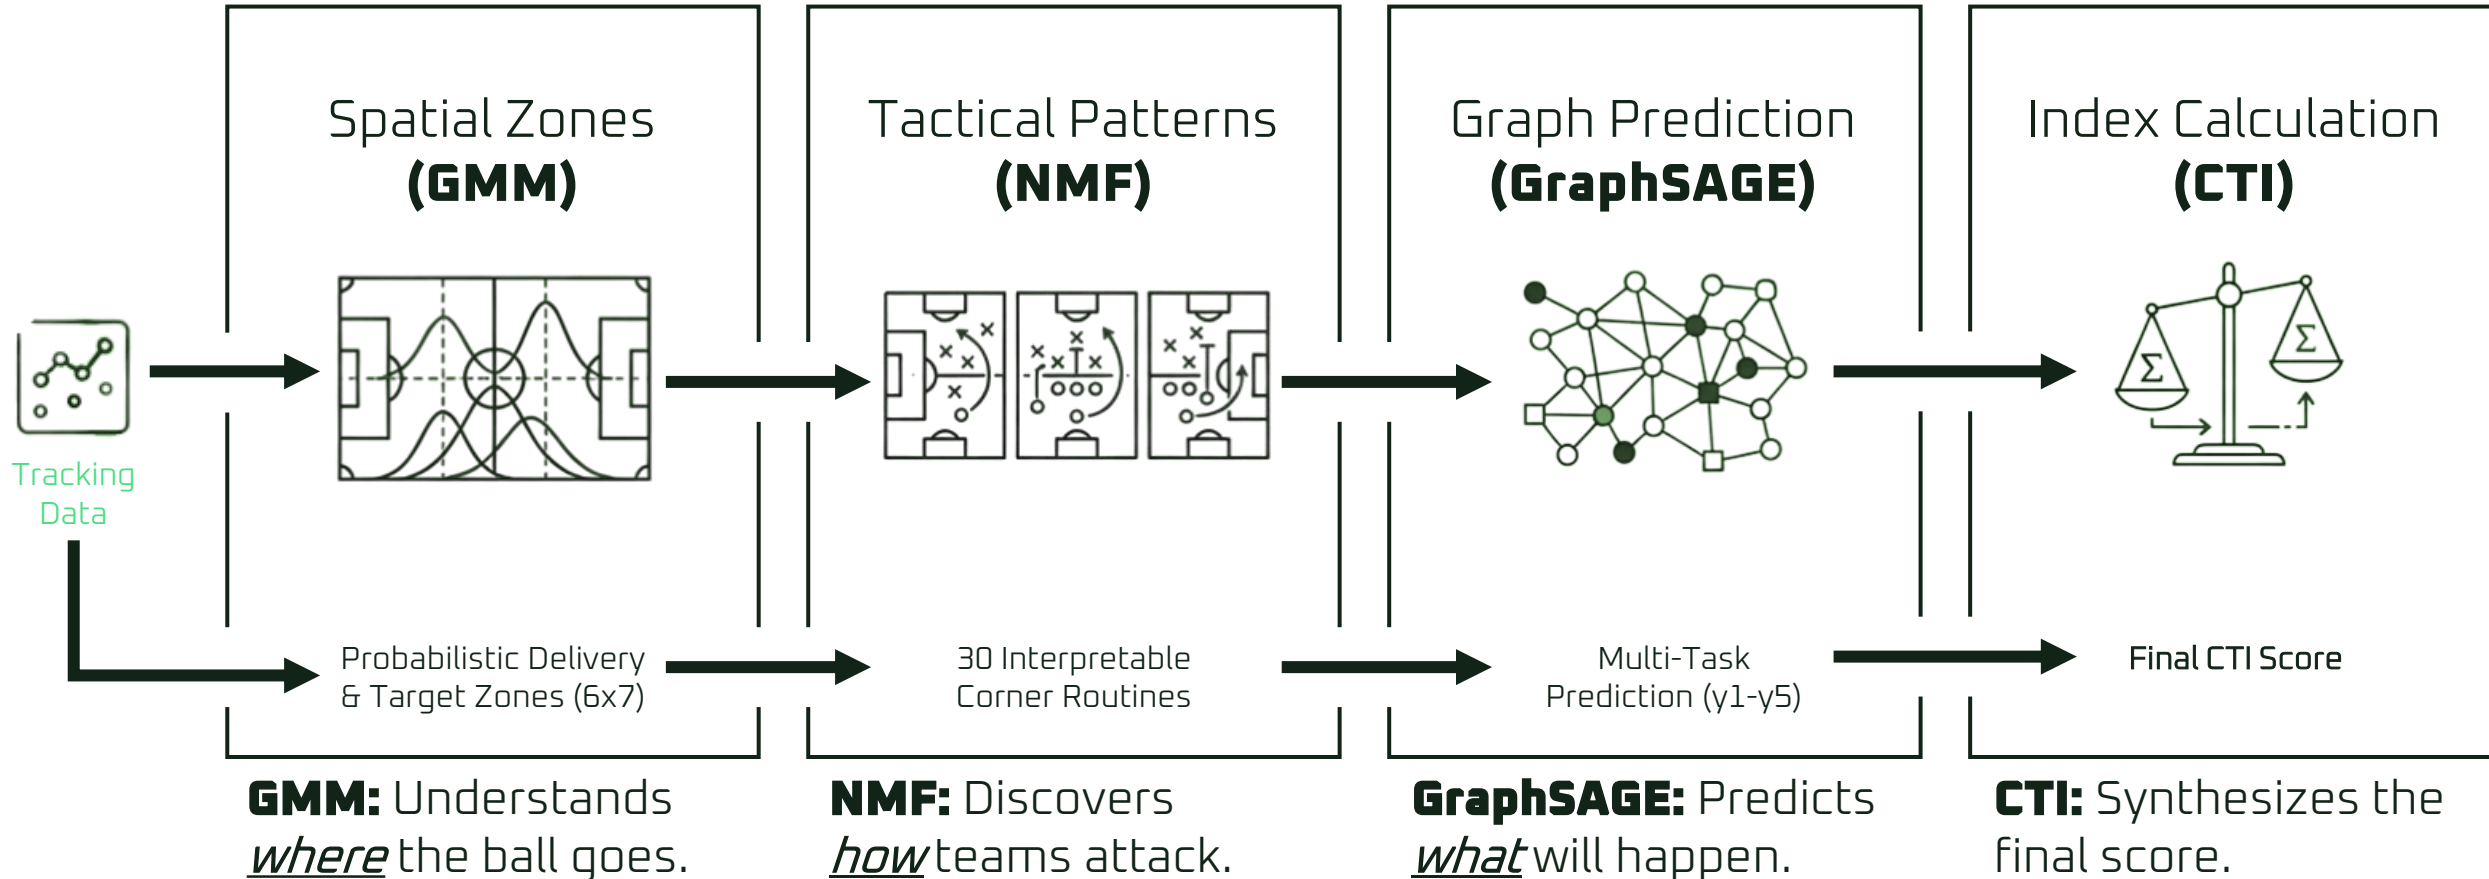 Tracking
Data
Spatial Zones
(GMM)
Probabilistic Delivery
& Target Zones (6x7)
GMM: Understands
where the ball goes.
Tactical Patterns
(NMF)
30 Interpretable
Corner Routines
NMF: Discovers
how teams attack.
Graph Prediction
(GraphSAGE)
Multi-Task
Prediction (y1-y5)
GraphSAGE: Predicts
what will happen.
Index Calculation
(CTI)
Σ
Σ
Final CTI Score
CTI: Synthesizes the
final score.